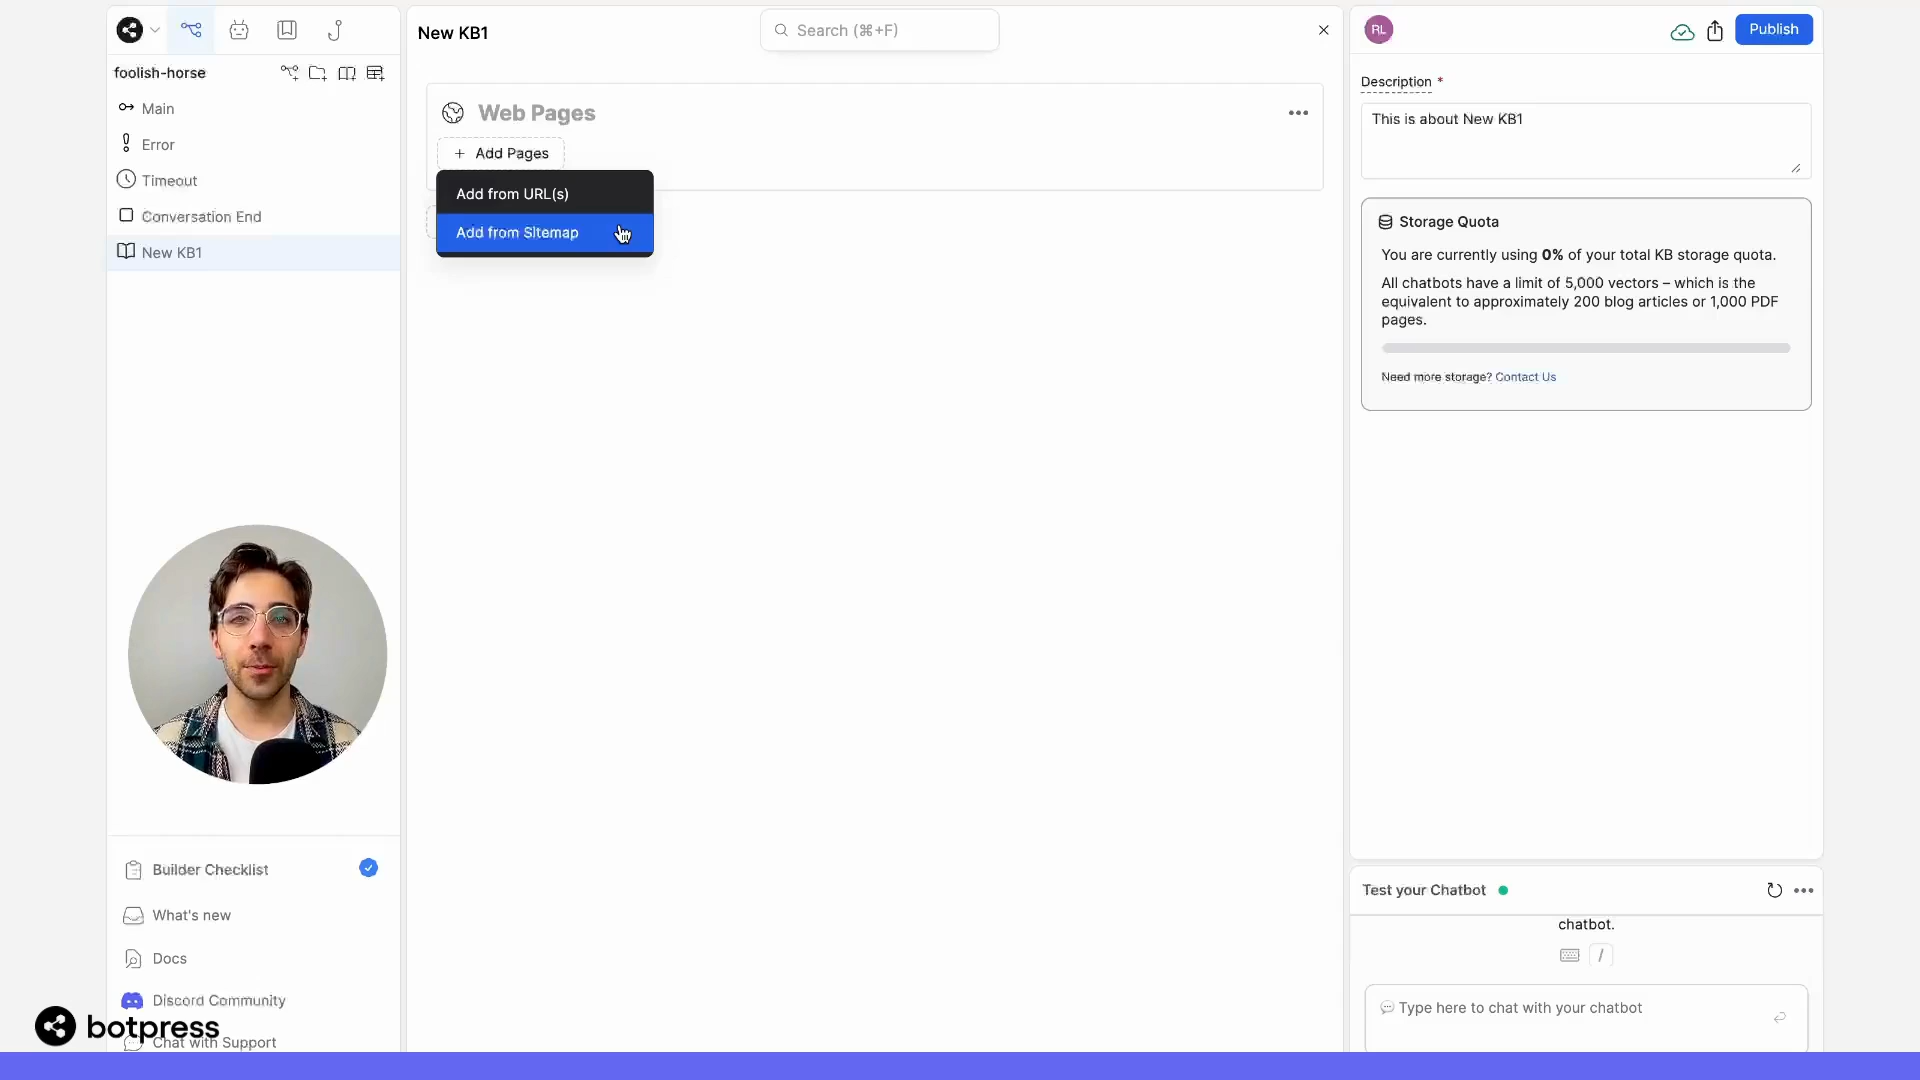 foolish-horse
Main
Error
Timeout
Conversation End
New KB1
Builder Checklist
What's new
Docs
Discord Community
Chat with Support
botpress
New KB1
Search (⌘+F)
Web Pages
+ Add Pages
Add from URL(s)
Add from Sitemap
RL
Publish
Description *
This is about New KB1
Storage Quota
You are currently using 0% of your total KB storage quota.
All chatbots have a limit of 5,000 vectors – which is the
equivalent to approximately 200 blog articles or 1,000 PDF
pages.
Need more storage? Contact Us
Test your Chatbot
chatbot.
/
Type here to chat with your chatbot